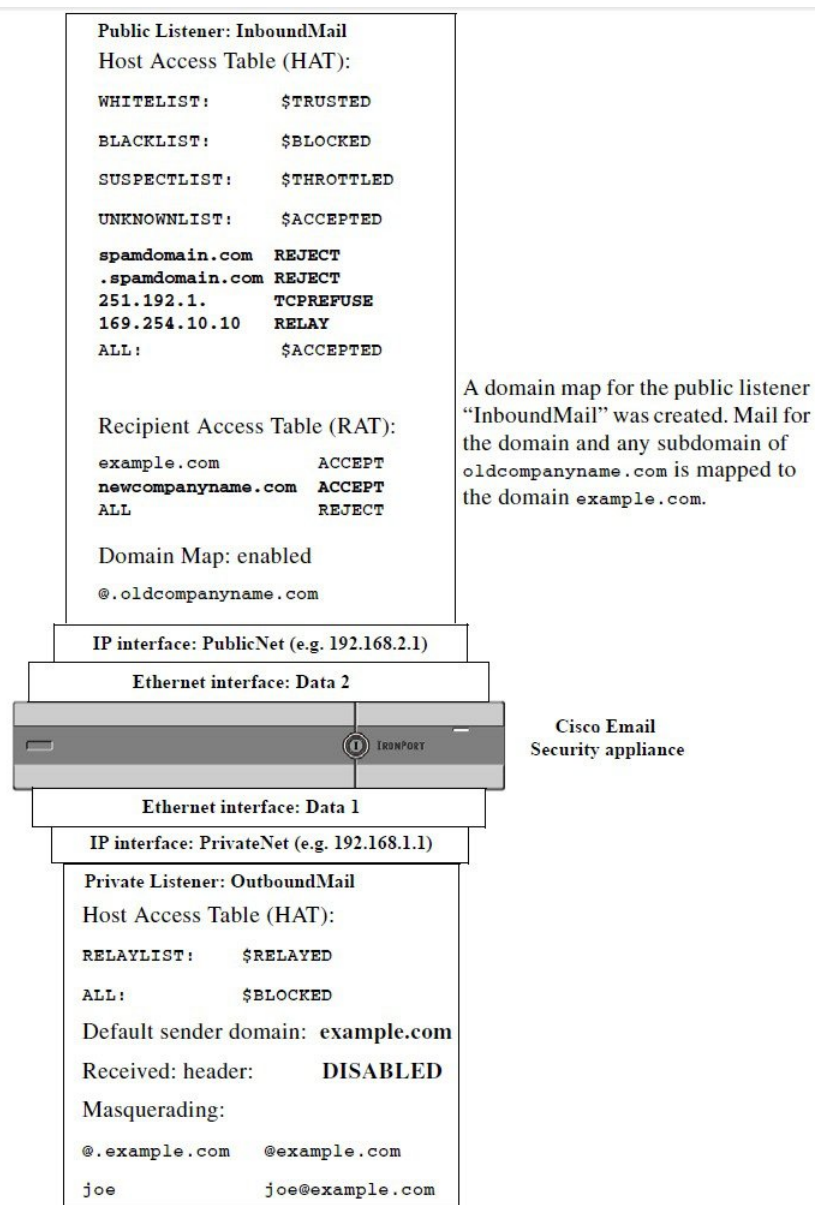 Public Listener: InboundMail
Host Access Table (HAT):
WHITELIST: $TRUSTED
BLACKLIST: $BLOCKED
SUSPECTLIST: $THROTTLED
UNKNOWNLIST: $ACCEPTED
spamdomain.com REJECT
.spamdomain.com REJECT
251.192.1. TCPREFUSE
169.254.10.10 RELAY
ALL: $ACCEPTED
Recipient Access Table (RAT):
example.com ACCEPT
newcompanyname.com ACCEPT
ALL REJECT
Domain Map: enabled
@.oldcompanyname.com
A domain map for the public listener
“InboundMail” was created. Mail for
the domain and any subdomain of
oldcompanyname.com is mapped to
the domain example.com.
IP interface: PublicNet (e.g. 192.168.2.1)
Ethernet interface: Data 2
IRONPORT
Cisco Email
Security appliance
Ethernet interface: Data 1
IP interface: PrivateNet (e.g. 192.168.1.1)
Private Listener: OutboundMail
Host Access Table (HAT):
RELAYLIST: $RELAYED
ALL: $BLOCKED
Default sender domain: example.com
Received: header: DISABLED
Masquerading:
@.example.com @example.com
joe joe@example.com